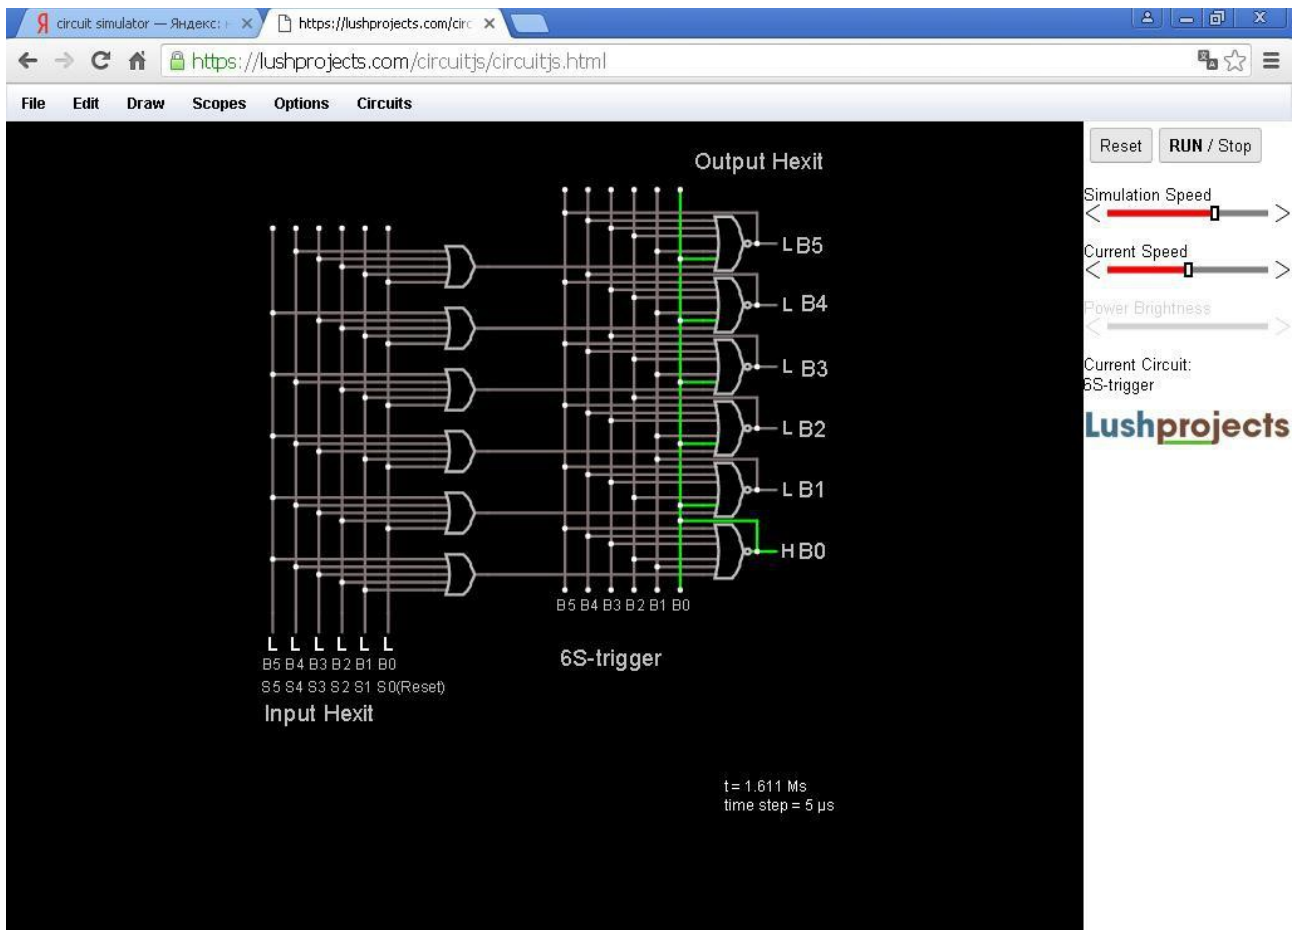 Я circuit simulator — Яндекс: н
https://lushprojects.com/circ
https://lushprojects.com/circuitjs/circuitjs.html
File Edit Draw Scopes Options Circuits
Reset RUN / Stop
Simulation Speed
Current Speed
Power Brightness
Current Circuit:
6S-trigger
Lushprojects
Output Hexit
L B5
L B4
L B3
L B2
L B1
H B0
B5 B4 B3 B2 B1 B0
6S-trigger
L L L L L L
B5 B4 B3 B2 B1 B0
S5 S4 S3 S2 S1 S0(Reset)
Input Hexit
t = 1.611 Ms
time step = 5 µs